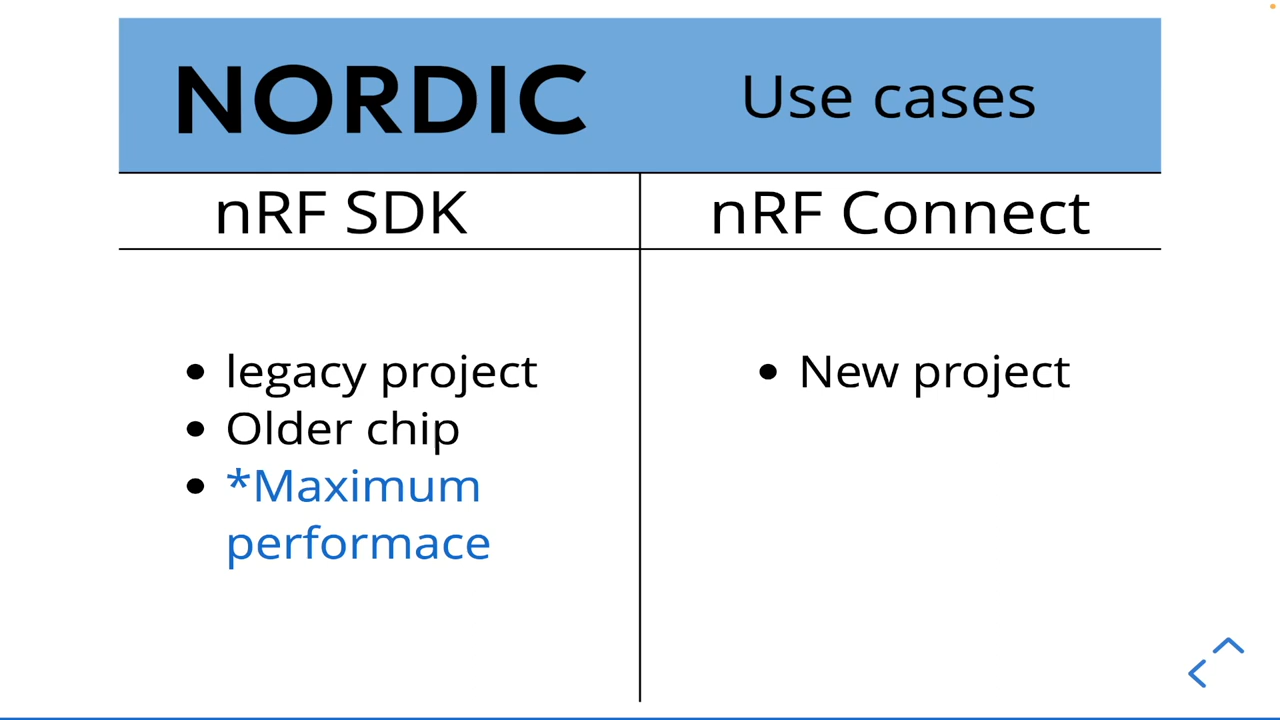 NORDIC
Use cases
nRF SDK
nRF Connect
• legacy project
• Older chip
• *Maximum
performace
• New project